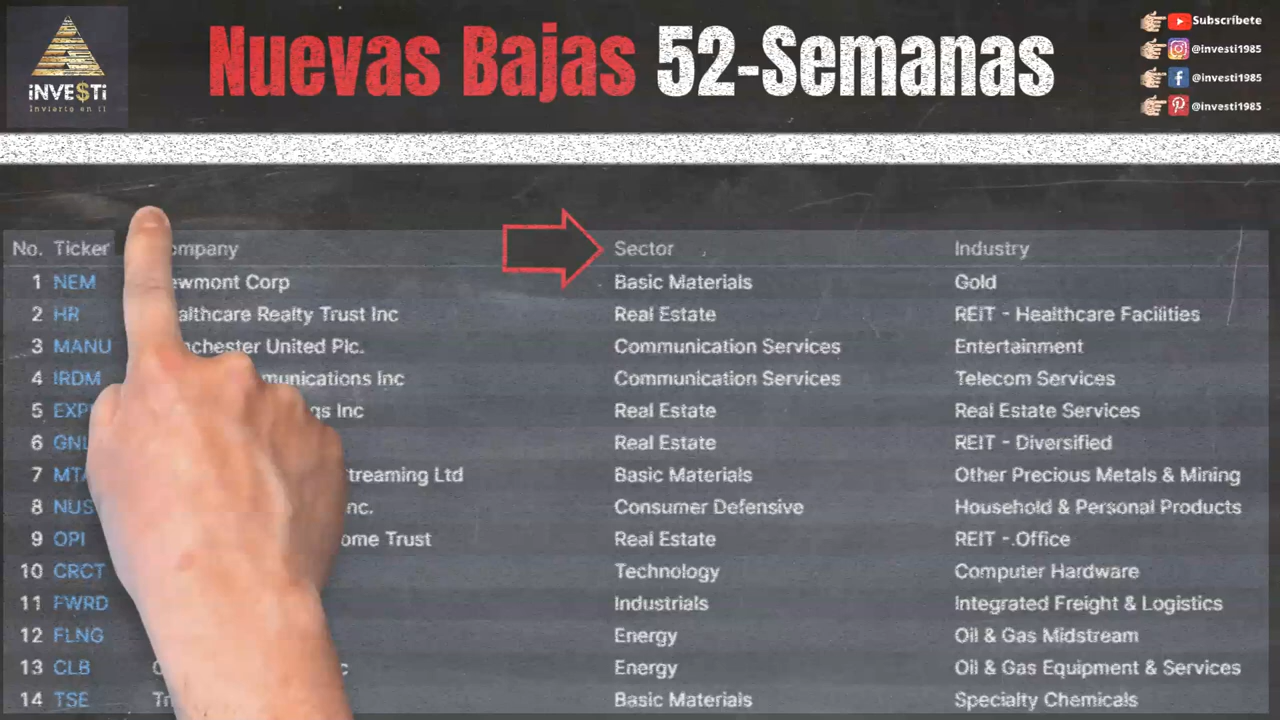 iNVE$Ti
Invierte en ti
Nuevas Bajas 52-Semanas
Subscríbete
@investi1985
@investi1985
@investi1985
No. Ticker ompany Sector Industry
1 NEM ewmont Corp Basic Materials Gold
2 HR althcare Realty Trust Inc Real Estate REIT - Healthcare Facilities
3 MANU nchester United Plc. Communication Services Entertainment
4 IRDM munications Inc Communication Services Telecom Services
5 EXP gs Inc Real Estate Real Estate Services
6 GNL Real Estate REIT - Diversified
7 MTA treaming Ltd Basic Materials Other Precious Metals & Mining
8 NUS nc. Consumer Defensive Household & Personal Products
9 OPI ome Trust Real Estate REIT - Office
10 CRCT Technology Computer Hardware
11 FWRD Industrials Integrated Freight & Logistics
12 FLNG Energy Oil & Gas Midstream
13 CLB Energy Oil & Gas Equipment & Services
14 TSE Basic Materials Specialty Chemicals